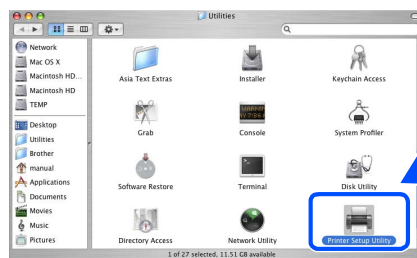 Utilities
Network
Mac OS X
Macintosh HD...
Macintosh HD
TEMP
Desktop
Utilities
Brother
manual
Applications
Documents
Movies
Music
Pictures
Asia Text Extras
Installer
Keychain Access
Grab
Console
System Profiler
Software Restore
Terminal
Disk Utility
Directory Access
Network Utility
Printer Setup Utility
1 of 27 selected, 11.51 GB available